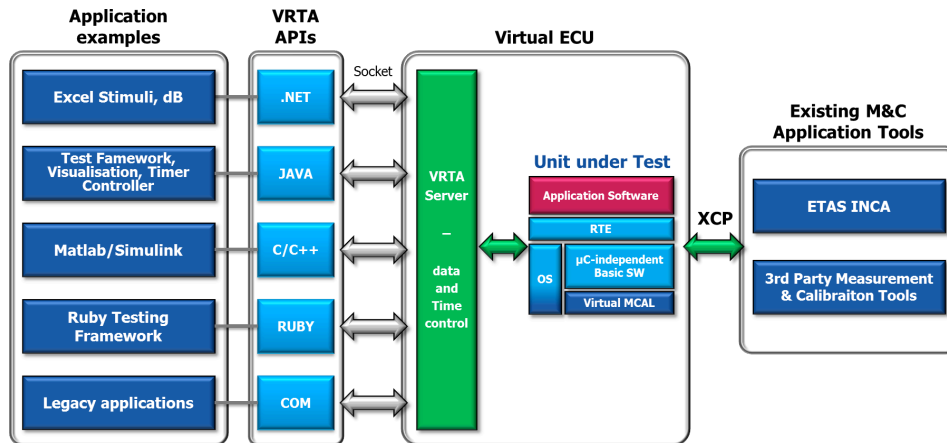 Application
examples
VRTA
APIs
Virtual ECU
Existing M&C
Application Tools
Socket
Excel Stimuli, dB
.NET
Test Famework,
Visualisation, Timer
Controller
JAVA
Matlab/Simulink
C/C++
Ruby Testing
Framework
RUBY
Legacy applications
COM
VRTA
Server
–
data
and
Time
control
Unit under Test
Application Software
RTE
OS
μC-independent
Basic SW
Virtual MCAL
XCP
ETAS INCA
3rd Party Measurement
& Calibraiton Tools